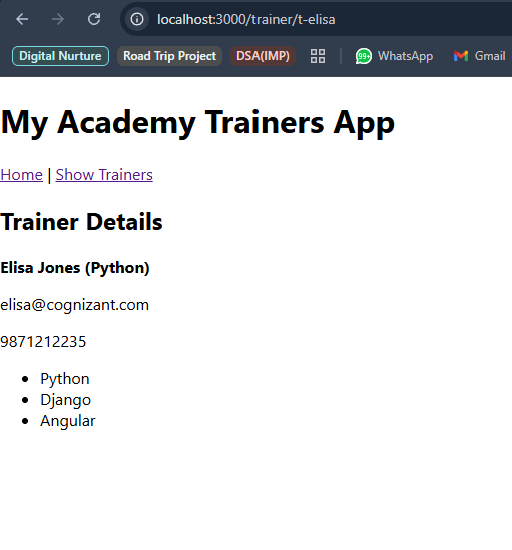 localhost:3000/trainer/t-elisa
Digital Nurture Road Trip Project DSA(IMP) 99+ WhatsApp Gmail
My Academy Trainers App
Home | Show Trainers
Trainer Details
Elisa Jones (Python)
elisa@cognizant.com
9871212235
• Python
• Django
• Angular